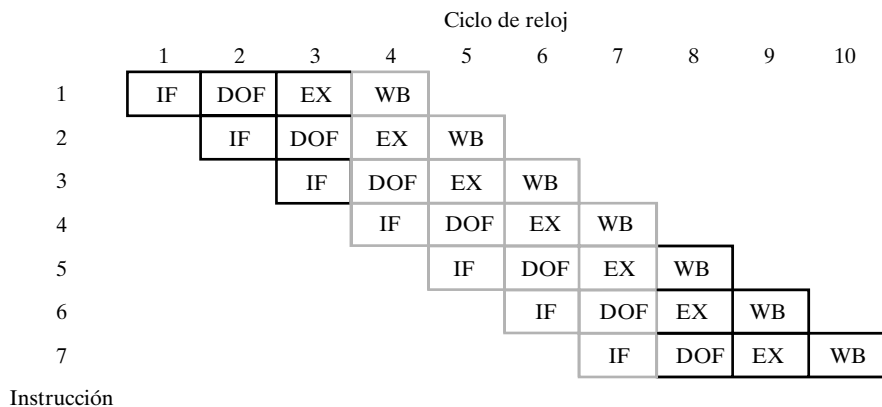 Ciclo de reloj
1 2 3 4 5 6 7 8 9 10
1 IF DOF EX WB
2 IF DOF EX WB
3 IF DOF EX WB
4 IF DOF EX WB
5 IF DOF EX WB
6 IF DOF EX WB
7 IF DOF EX WB
Instrucción